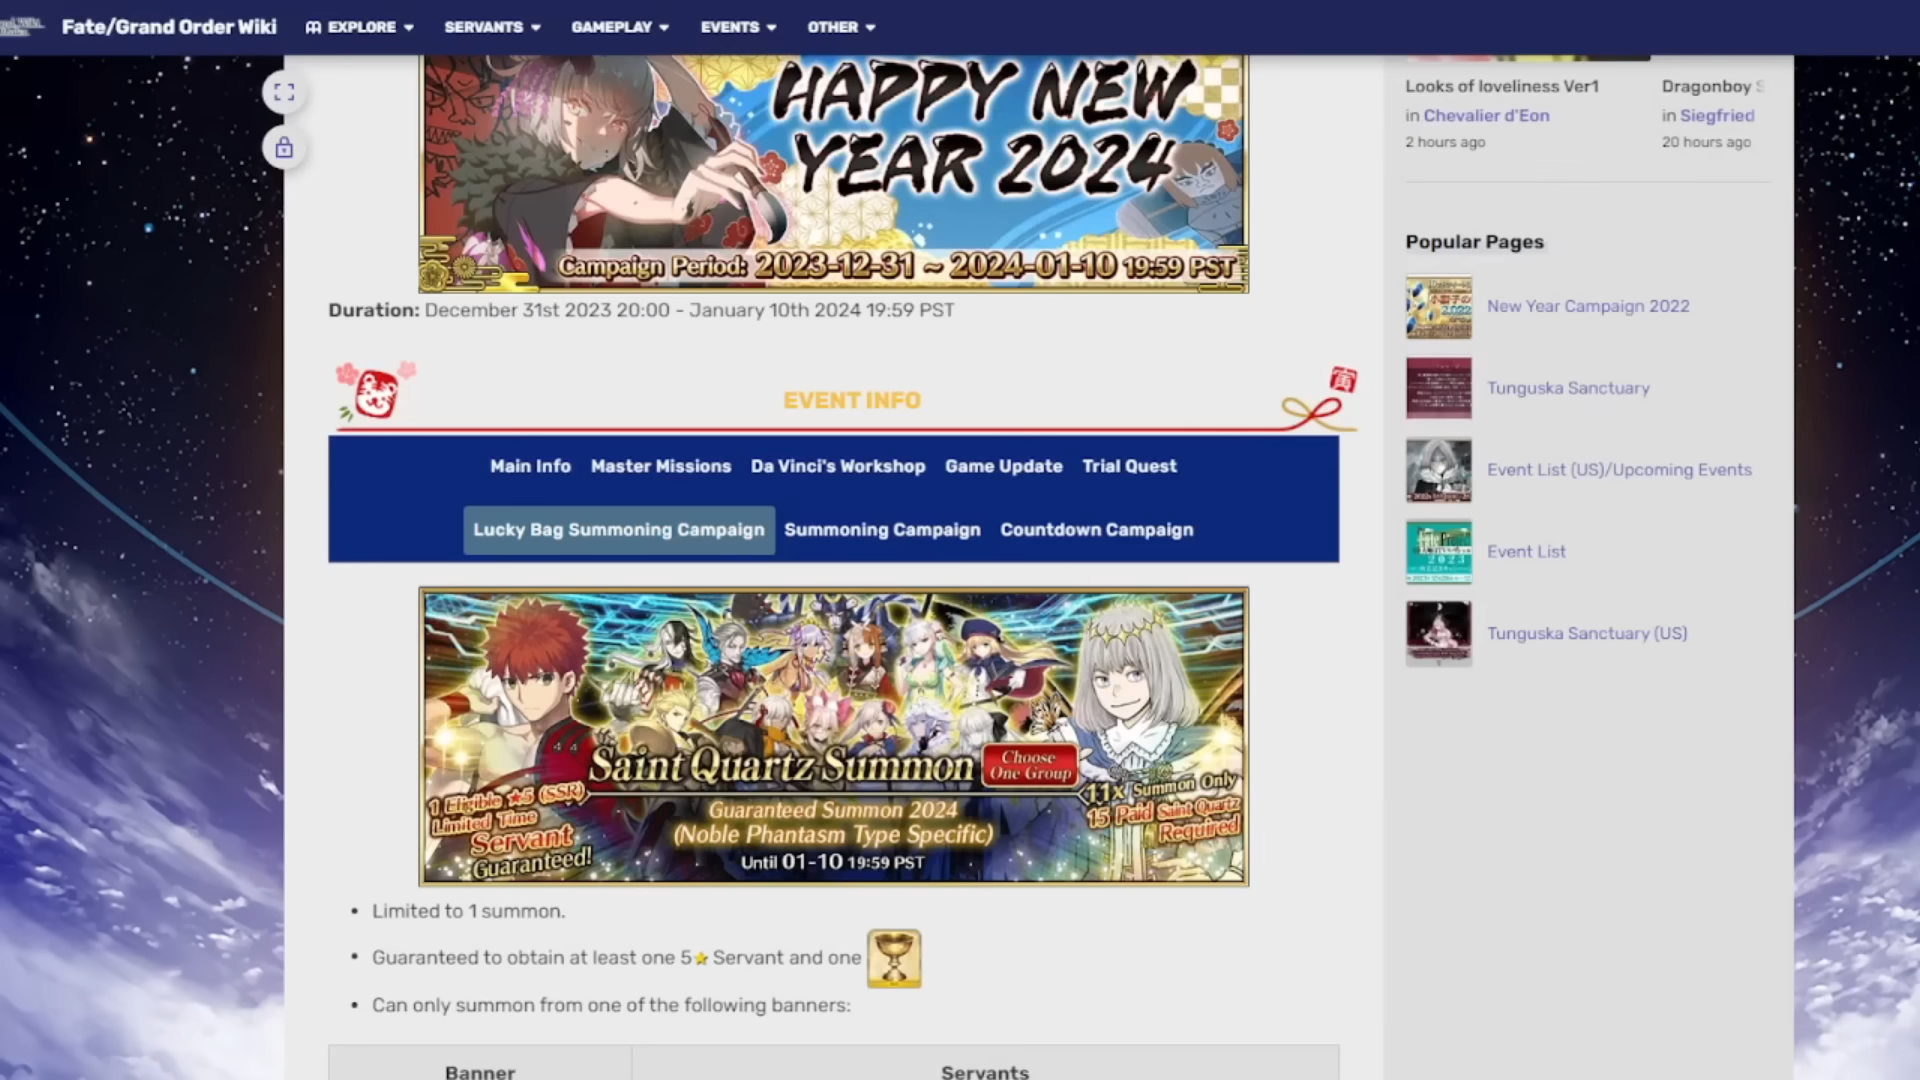 Fate/Grand Order Wiki
EXPLORE
SERVANTS
GAMEPLAY
EVENTS
OTHER
HAPPY NEW
YEAR 2024
Campaign Period: 2023-12-31 ~ 2024-01-10 19:59 PST
Duration: December 31st 2023 20:00 - January 10th 2024 19:59 PST
EVENT INFO
Main Info
Master Missions
Da Vinci's Workshop
Game Update
Trial Quest
Lucky Bag Summoning Campaign
Summoning Campaign
Countdown Campaign
Saint Quartz Summon
Choose
One Group
1 Eligible ★5 (SSR)
Limited Time
Servant
Guaranteed!
Guaranteed Summon 2024
(Noble Phantasm Type Specific)
Until 01-10 19:59 PST
11x Summon Only
15 Paid Saint Quartz
Required
• Limited to 1 summon.
• Guaranteed to obtain at least one 5★ Servant and one
• Can only summon from one of the following banners:
Banner
Servants
Looks of loveliness Ver1
in Chevalier d'Eon
2 hours ago
Dragonboy S
in Siegfried
20 hours ago
Popular Pages
New Year Campaign 2022
Tunguska Sanctuary
Event List (US)/Upcoming Events
Event List
Tunguska Sanctuary (US)